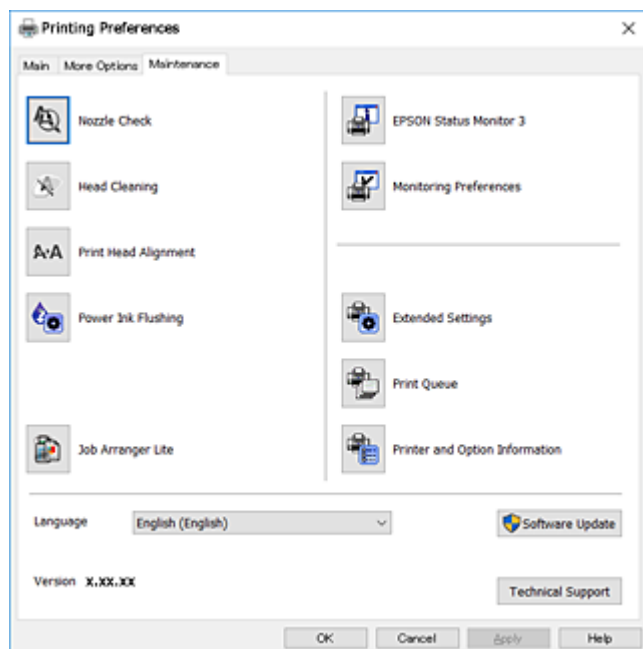 Printing Preferences
Main More Options Maintenance
Nozzle Check
EPSON Status Monitor 3
Head Cleaning
Monitoring Preferences
A·A Print Head Alignment
Power Ink Flushing
Extended Settings
Print Queue
Job Arranger Lite
Printer and Option Information
Language English (English) Software Update
Version X.XX.XX
Technical Support
OK Cancel Apply Help